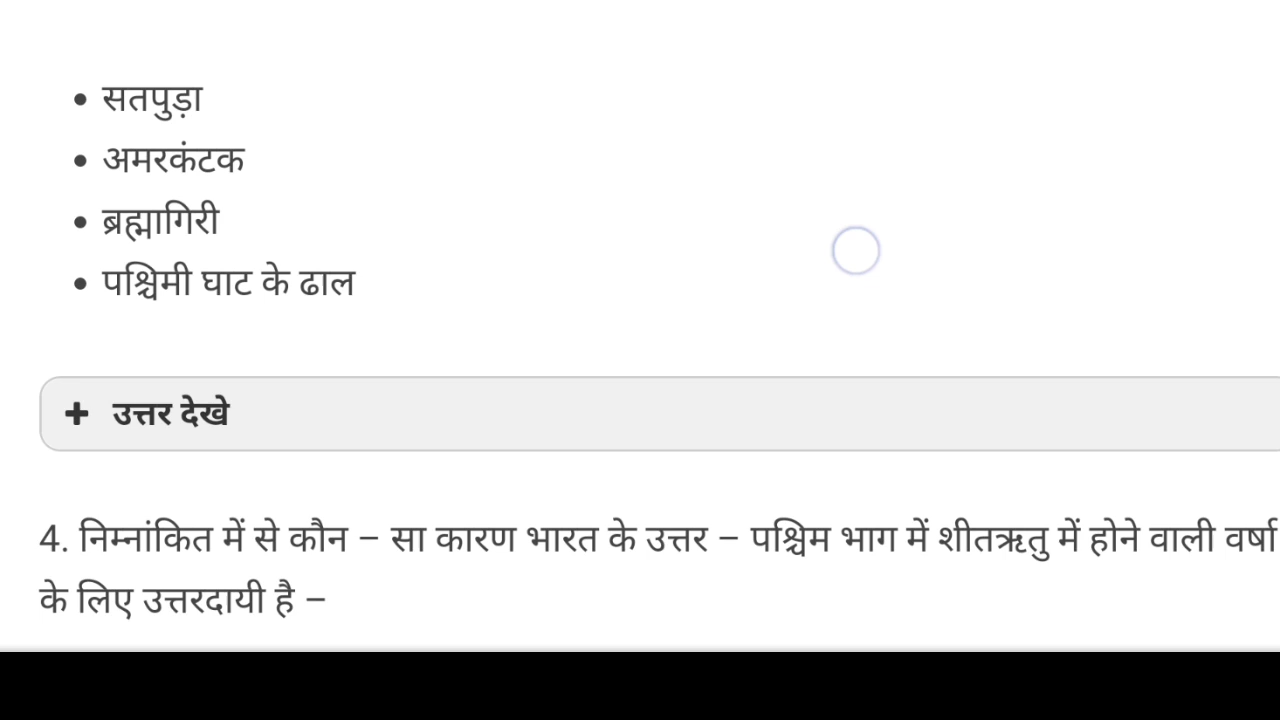 • सतपुड़ा
• अमरकंटक
• ब्रह्मागिरी
• पश्चिमी घाट के ढाल
+ उत्तर देखे
4. निम्नांकित में से कौन – सा कारण भारत के उत्तर – पश्चिम भाग में शीतऋतु में होने वाली वर्षा
के लिए उत्तरदायी है –